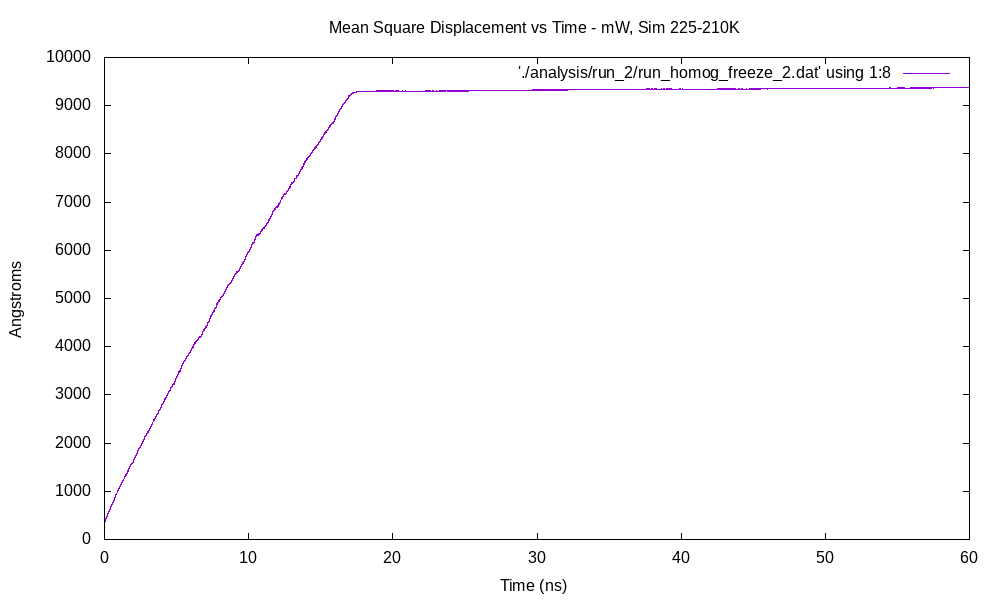 Mean Square Displacement vs Time - mW, Sim 225-210K
'./analysis/run_2/run_homog_freeze_2.dat' using 1:8
10000
9000
8000
7000
6000
5000
4000
3000
2000
1000
0
Angstroms
0 10 20 30 40 50 60
Time (ns)